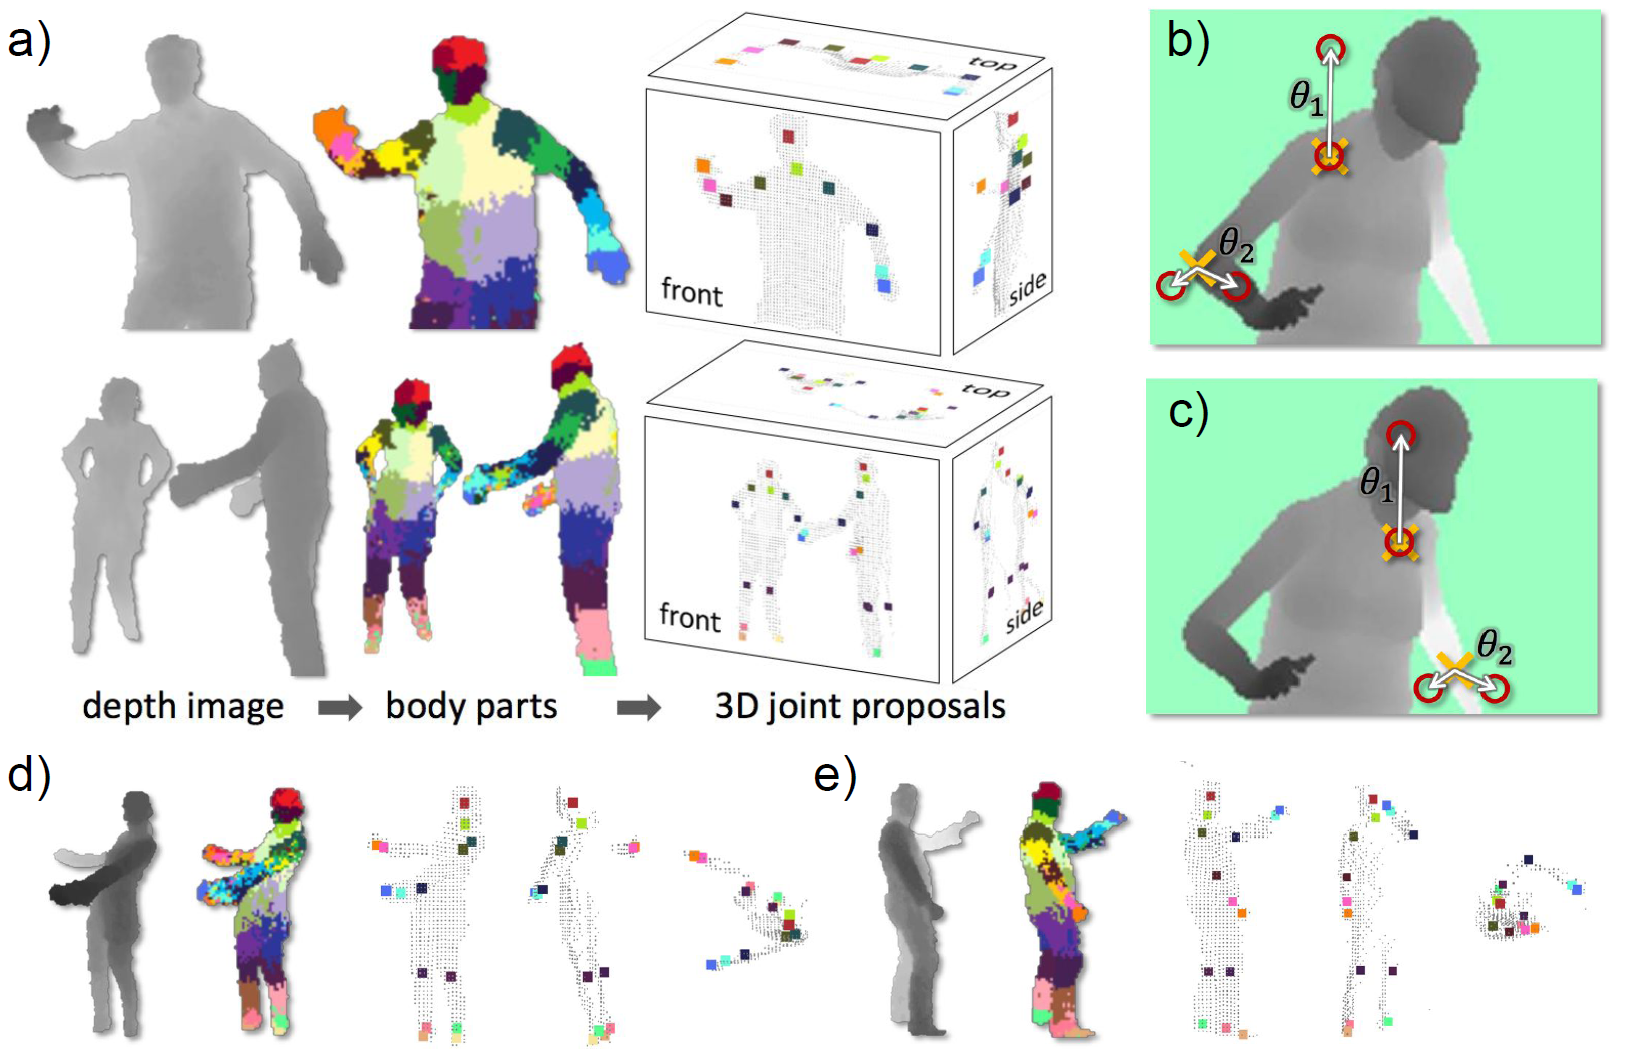 a)
top
front
side
top
front
side
depth image
body parts
3D joint proposals
b)
θ1
θ2
c)
θ1
θ2
d)
e)